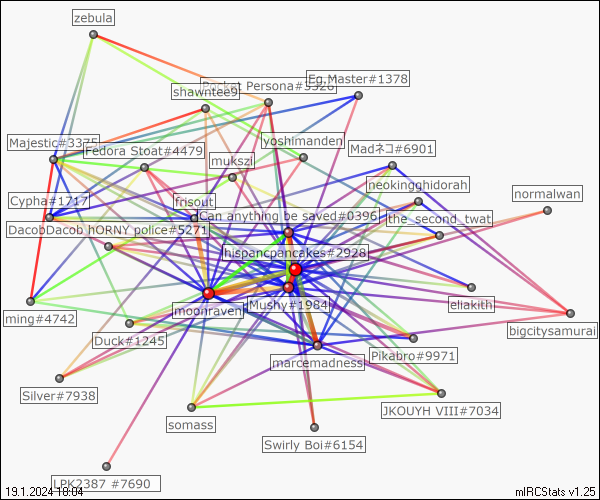 zebula
Eg.Master#1378
Pocket Persona#3326
shawntee9
yoshimanden
Majestic#3375
Fedora Stoat#4479
Madネコ#6901
mukszi
neokingghidorah
normalwan
Cypha#1717
frisout
Can anything be saved#0396
the_second_twat
DacobDacob hORNY police#5271
hispancpancakes#2928
ming#4742
moonraven
Mushy#1984
eliakith
bigcitysamurai
Duck#1245
marcemadness
Pikabro#9971
Silver#7938
JKOUYH VIII#7034
somass
Swirly Boi#6154
LPK2387 #7690
19.1.2024 18:04
mIRCStats v1.25